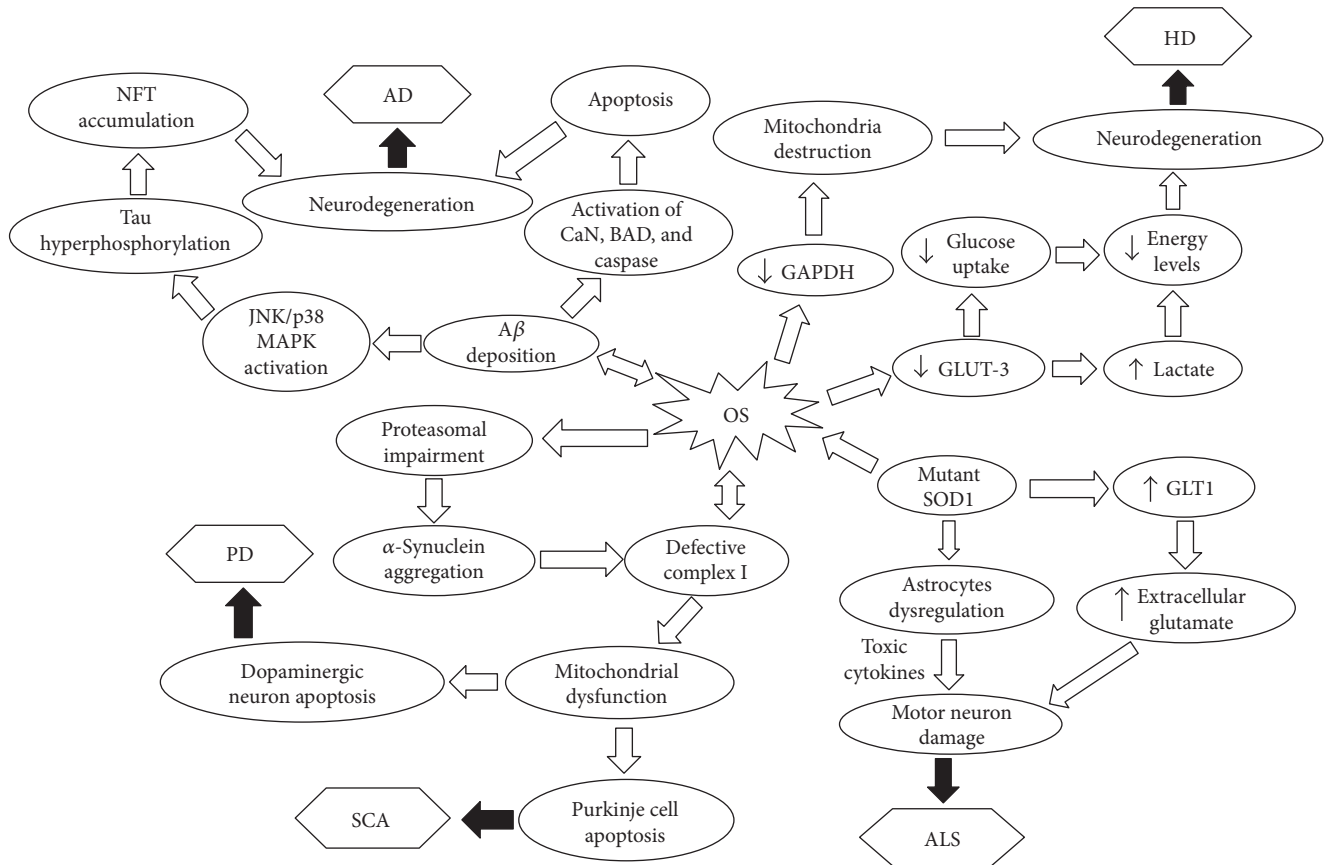 HD
AD
NFT
accumulation
Apoptosis
Mitochondria
destruction
Neurodegeneration
Neurodegeneration
Tau
hyperphosphorylation
Activation of
CaN, BAD, and
caspase
↓ Glucose
uptake
↓ Energy
levels
↓ GAPDH
JNK/p38
MAPK
activation
Aβ
deposition
↓ GLUT-3
↑ Lactate
OS
Proteasomal
impairment
Mutant
SOD1
↑ GLT1
PD
α-Synuclein
aggregation
Defective
complex I
Astrocytes
dysregulation
↑ Extracellular
glutamate
Toxic
cytokines
Dopaminergic
neuron apoptosis
Mitochondrial
dysfunction
Motor neuron
damage
SCA
Purkinje cell
apoptosis
ALS